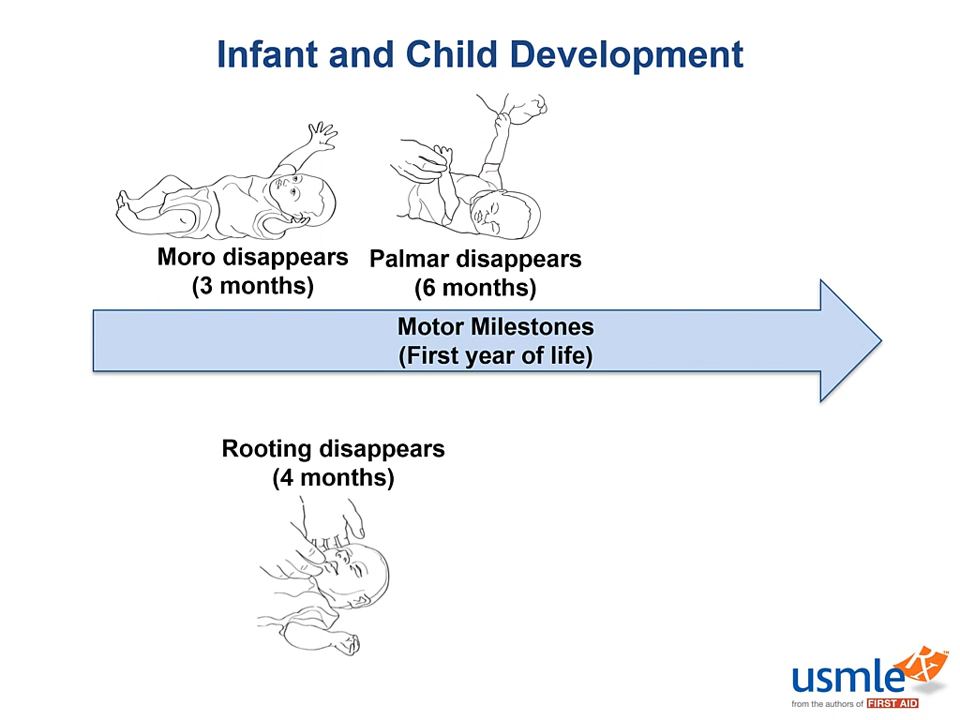 Infant and Child Development
Moro disappears
(3 months)
Palmar disappears
(6 months)
Motor Milestones
(First year of life)
Rooting disappears
(4 months)
usmle Rx™
from the authors of FIRST AID